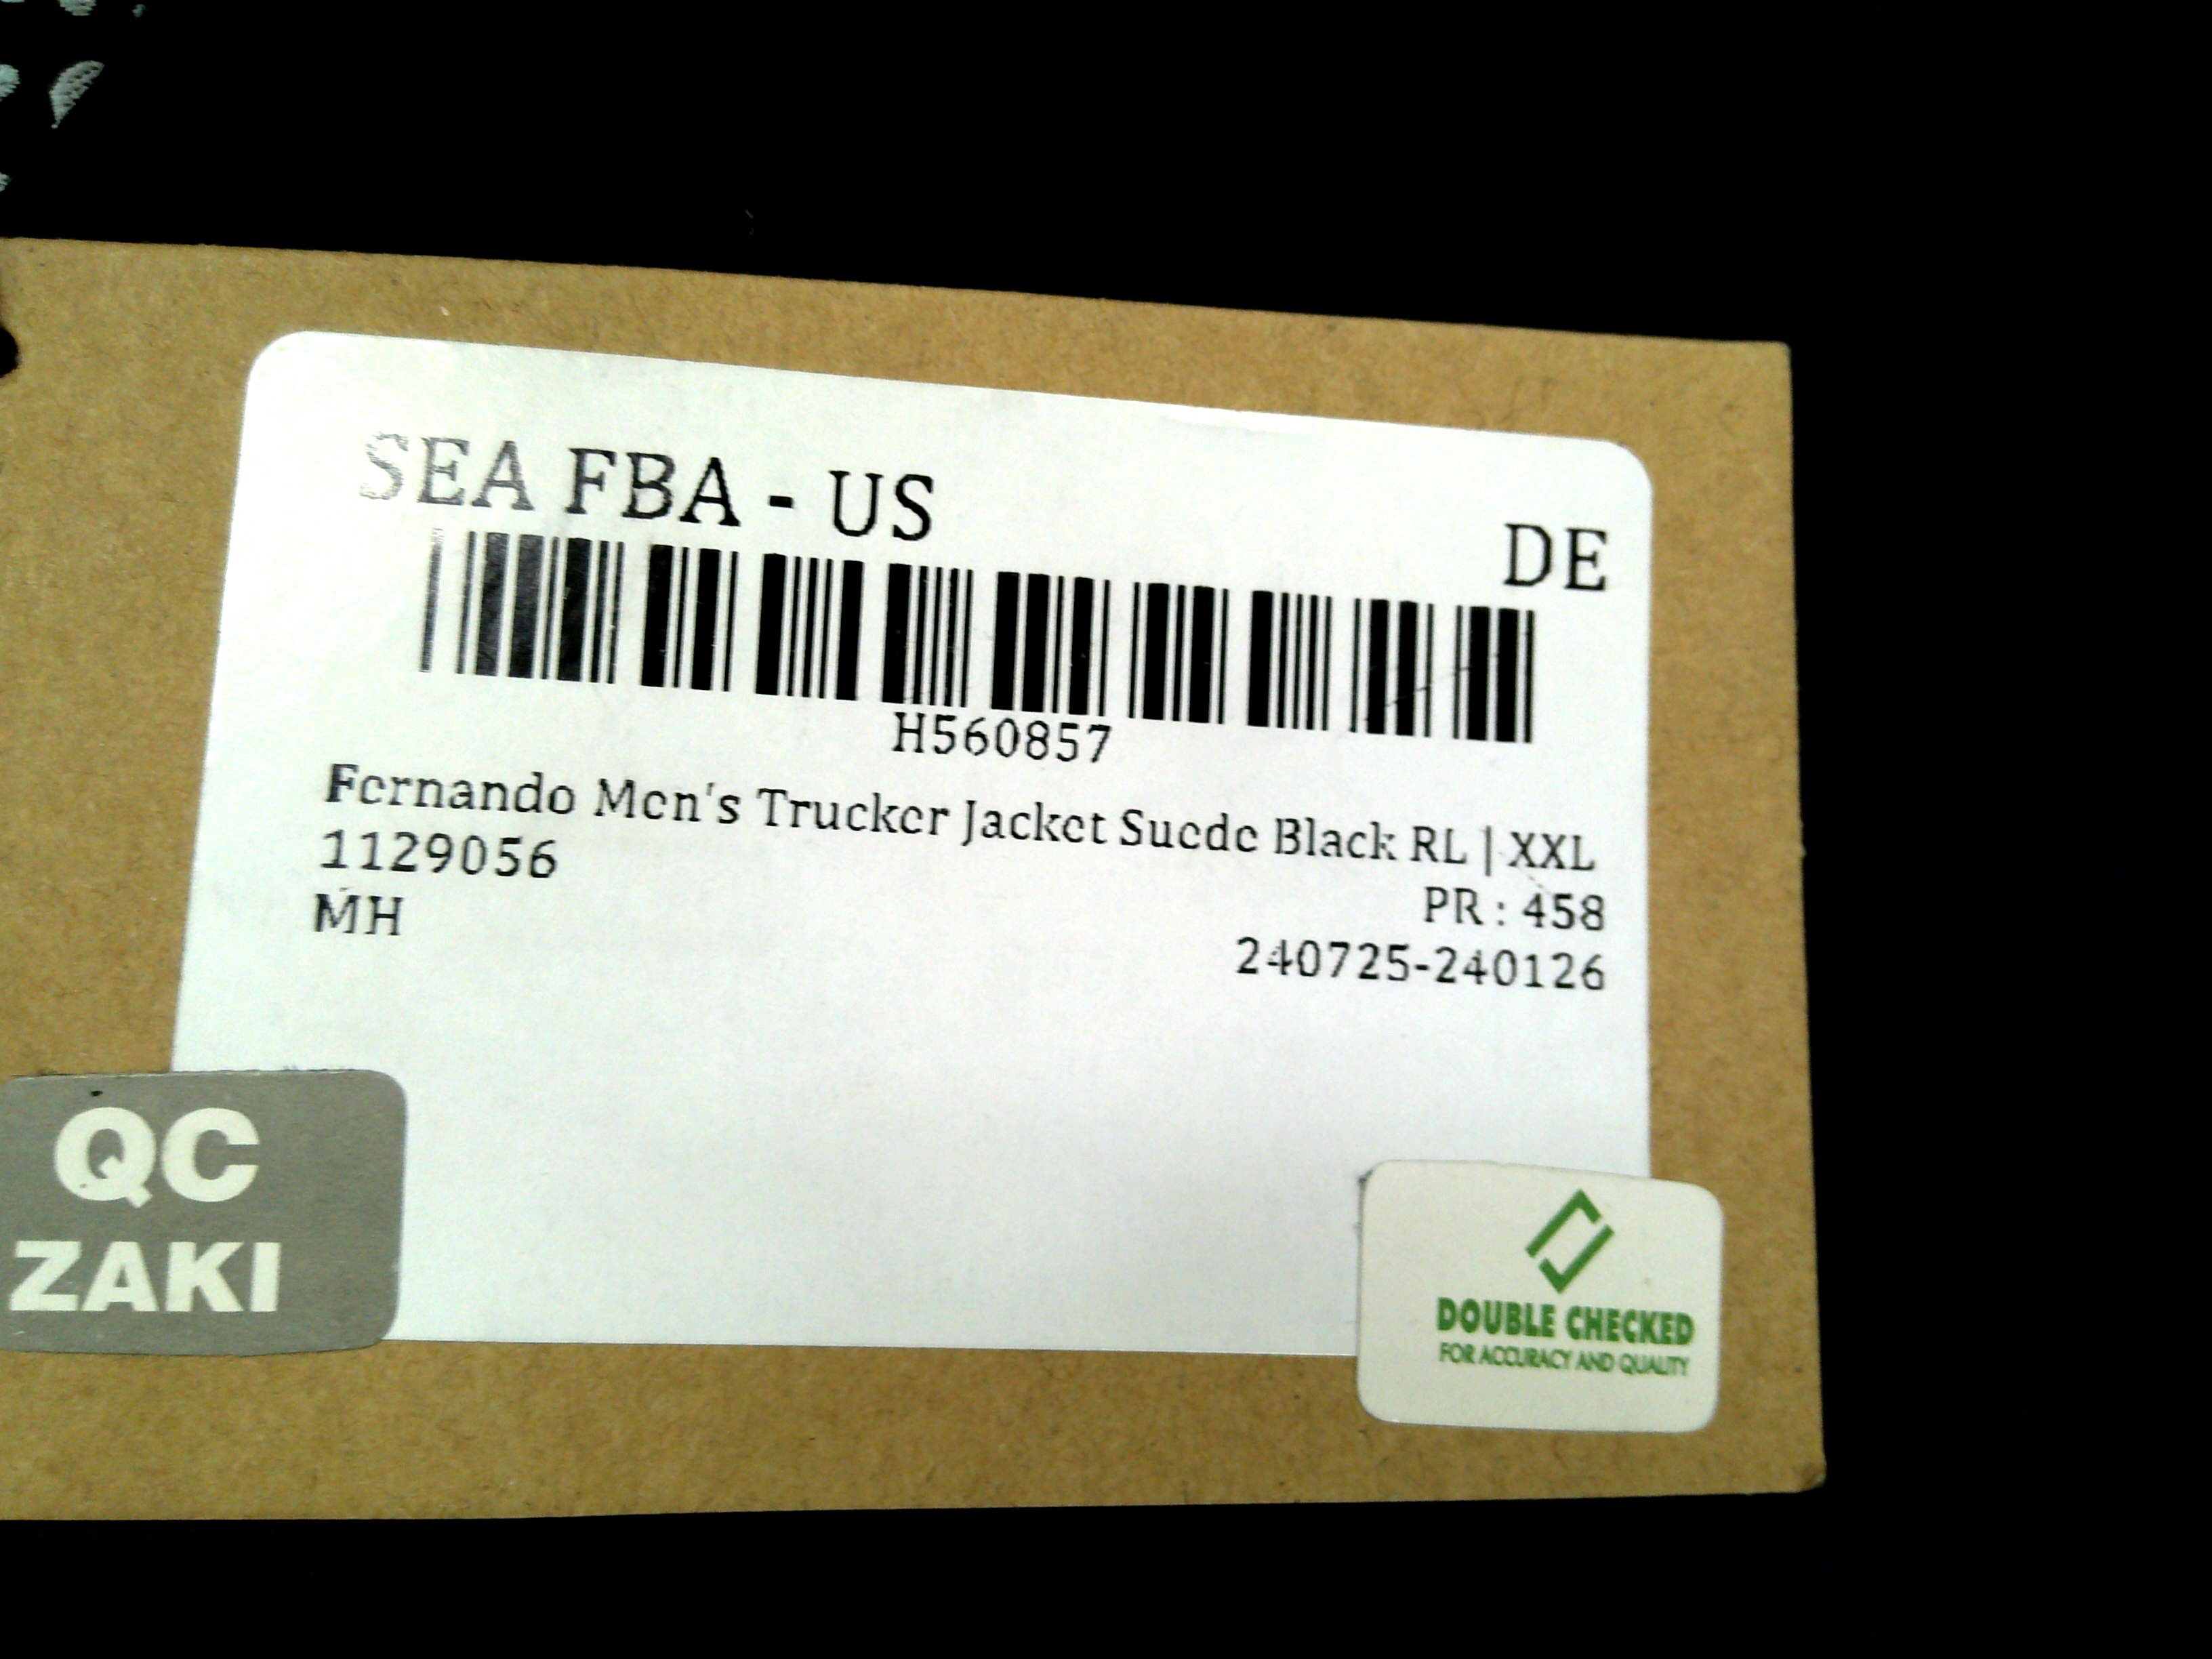 SEA FBA - US
DE
H560857
Fernando Men's Trucker Jacket Suede Black RL | XXL
1129056
PR : 458
MH
240725-240126
QC
ZAKI
DOUBLE CHECKED
FOR ACCURACY AND QUALITY